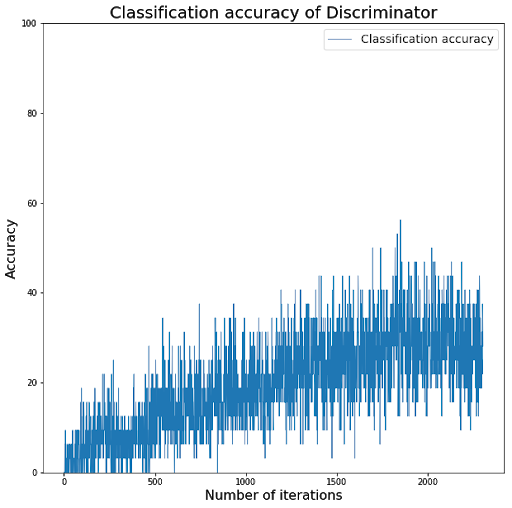 Classification accuracy of Discriminator
Classification accuracy
100
80
60
40
20
0
Accuracy
0 500 1000 1500 2000
Number of iterations